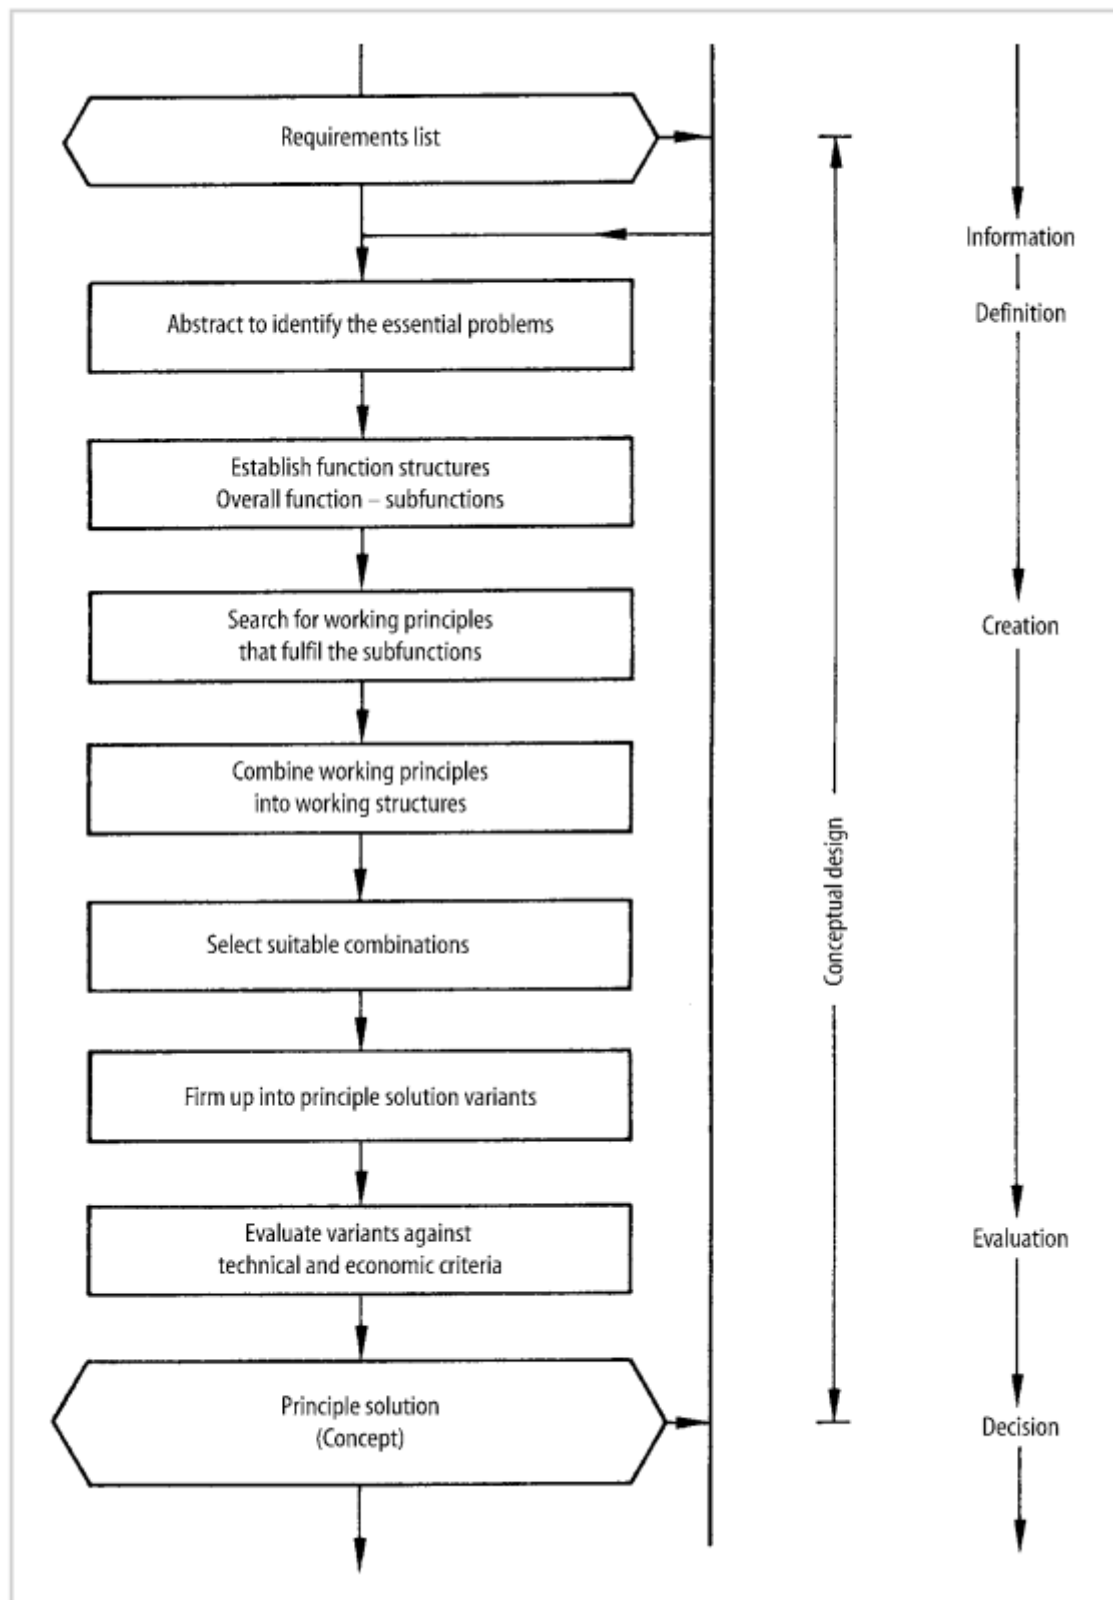 Requirements list
Abstract to identify the essential problems
Establish function structures
Overall function – subfunctions
Search for working principles
that fulfil the subfunctions
Combine working principles
into working structures
Select suitable combinations
Firm up into principle solution variants
Evaluate variants against
technical and economic criteria
Principle solution
(Concept)
Conceptual design
Information
Definition
Creation
Evaluation
Decision